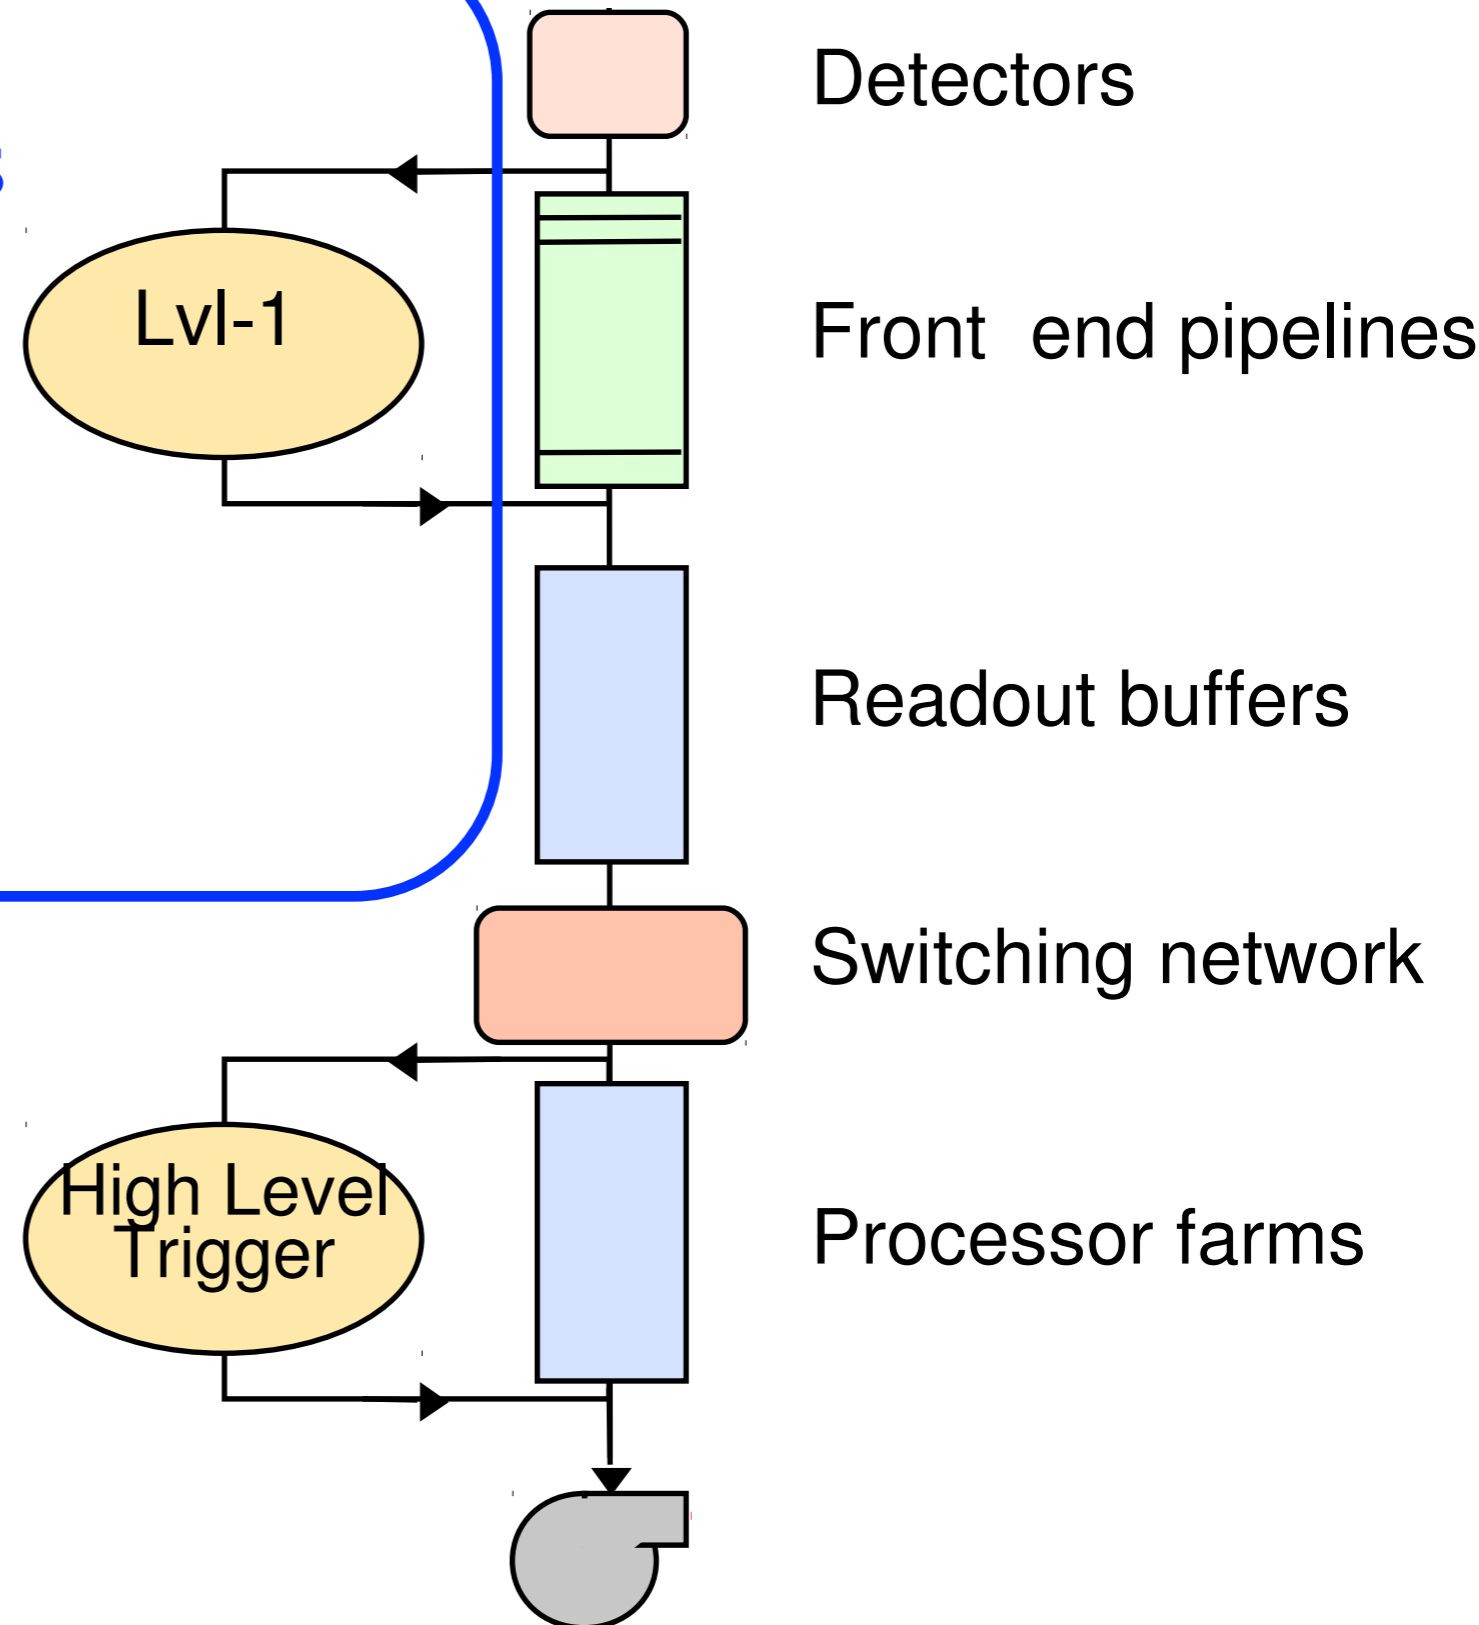 Detectors
Lvl-1
Front end pipelines
Readout buffers
Switching network
High Level
Trigger
Processor farms